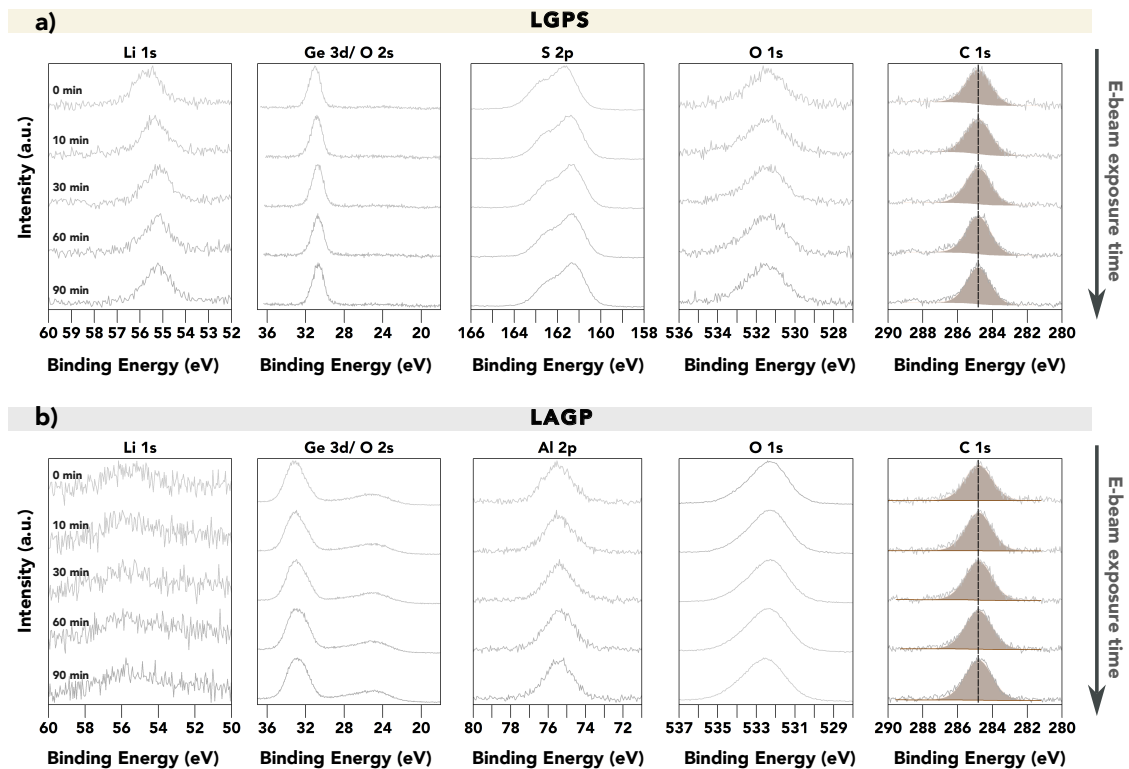 a) LGPS
Li 1s Ge 3d/ O 2s S 2p O 1s C 1s
0 min
10 min
30 min
60 min
90 min
Intensity (a.u.)
E-beam exposure time
60 59 58 57 56 55 54 53 52 36 32 28 24 20 166 164 162 160 158 536 534 532 530 528 290 288 286 284 282 280
Binding Energy (eV) Binding Energy (eV) Binding Energy (eV) Binding Energy (eV) Binding Energy (eV)
b) LAGP
Li 1s Ge 3d/ O 2s Al 2p O 1s C 1s
0 min
10 min
30 min
60 min
90 min
Intensity (a.u.)
E-beam exposure time
60 58 56 54 52 50 36 32 28 24 20 80 78 76 74 72 537 535 533 531 529 290 288 286 284 282 280
Binding Energy (eV) Binding Energy (eV) Binding Energy (eV) Binding Energy (eV) Binding Energy (eV)